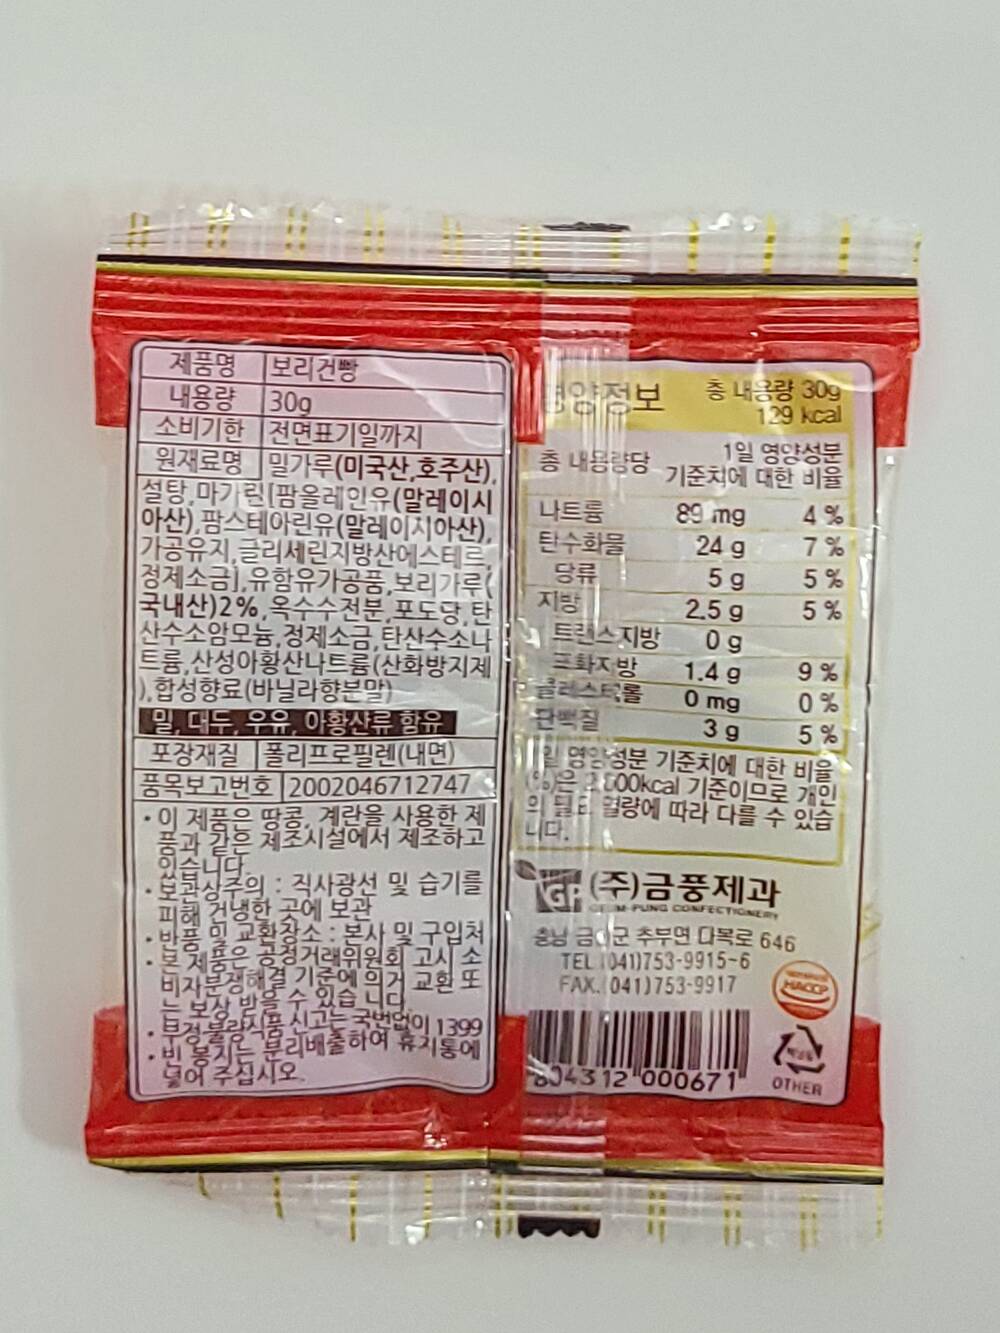 제품명 보리건빵
내용량 30g
소비기한 전면표기일까지
원재료명 밀가루(미국산,호주산),
설탕,마가린[팜올레인유(말레이시
아산),팜스테아린유(말레이시아산),
가공유지,글리세린지방산에스테르,
정제소금],유함유가공품,보리가루(
국내산)2%,옥수수전분,포도당,탄
산수소암모늄,정제소금,탄산수소나
트륨,산성아황산나트륨(산화방지제
),합성향료(바닐라향분말)
밀, 대두, 우유, 아황산류 함유
포장재질 폴리프로필렌(내면)
품목보고번호 2002046712747
• 이 제품은 땅콩, 계란을 사용한 제
품과 같은 제조시설에서 제조하고
있습니다.
• 보관상주의 : 직사광선 및 습기를
피해 건냉한 곳에 보관
• 반품 및 교환장소 : 본사 및 구입처
• 본 제품은 공정거래위원회 고시 소
비자분쟁해결 기준에 의거 교환 또
는 보상 받을 수 있습니다.
• 부정·불량식품 신고는 국번없이 1399
• 빈 봉지는 분리배출하여 휴지통에
넣어 주십시오.
영양정보 총 내용량 30g
129 kcal
총 내용량당 1일 영양성분
기준치에 대한 비율
나트륨 89 mg 4 %
탄수화물 24 g 7 %
당류 5 g 5 %
지방 2.5 g 5 %
트랜스지방 0 g
포화지방 1.4 g 9 %
콜레스테롤 0 mg 0 %
단백질 3 g 5 %
1일 영양성분 기준치에 대한 비율
(%)은 2,000kcal 기준이므로 개인
의 필요 열량에 따라 다를 수 있습
니다.
GP (주)금풍제과
GEUM-PUNG CONFECTIONERY
충남 금산군 추부면 다복로 646
TEL.(041)753-9915~6
FAX.(041)753-9917
HACCP
804312 000671
OTHER